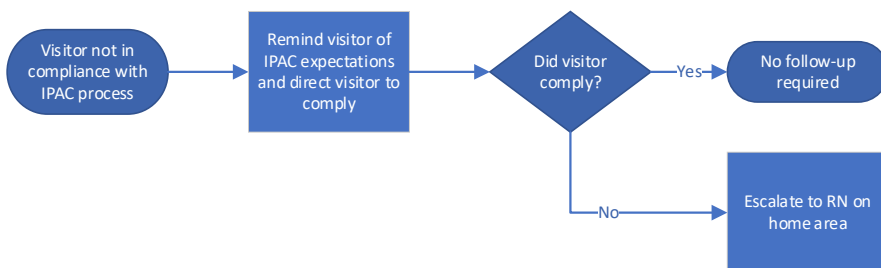 Visitor not in
compliance with
IPAC process
Remind visitor of
IPAC expectations
and direct visitor to
comply
Did visitor
comply?
Yes
No follow-up
required
No
Escalate to RN on
home area